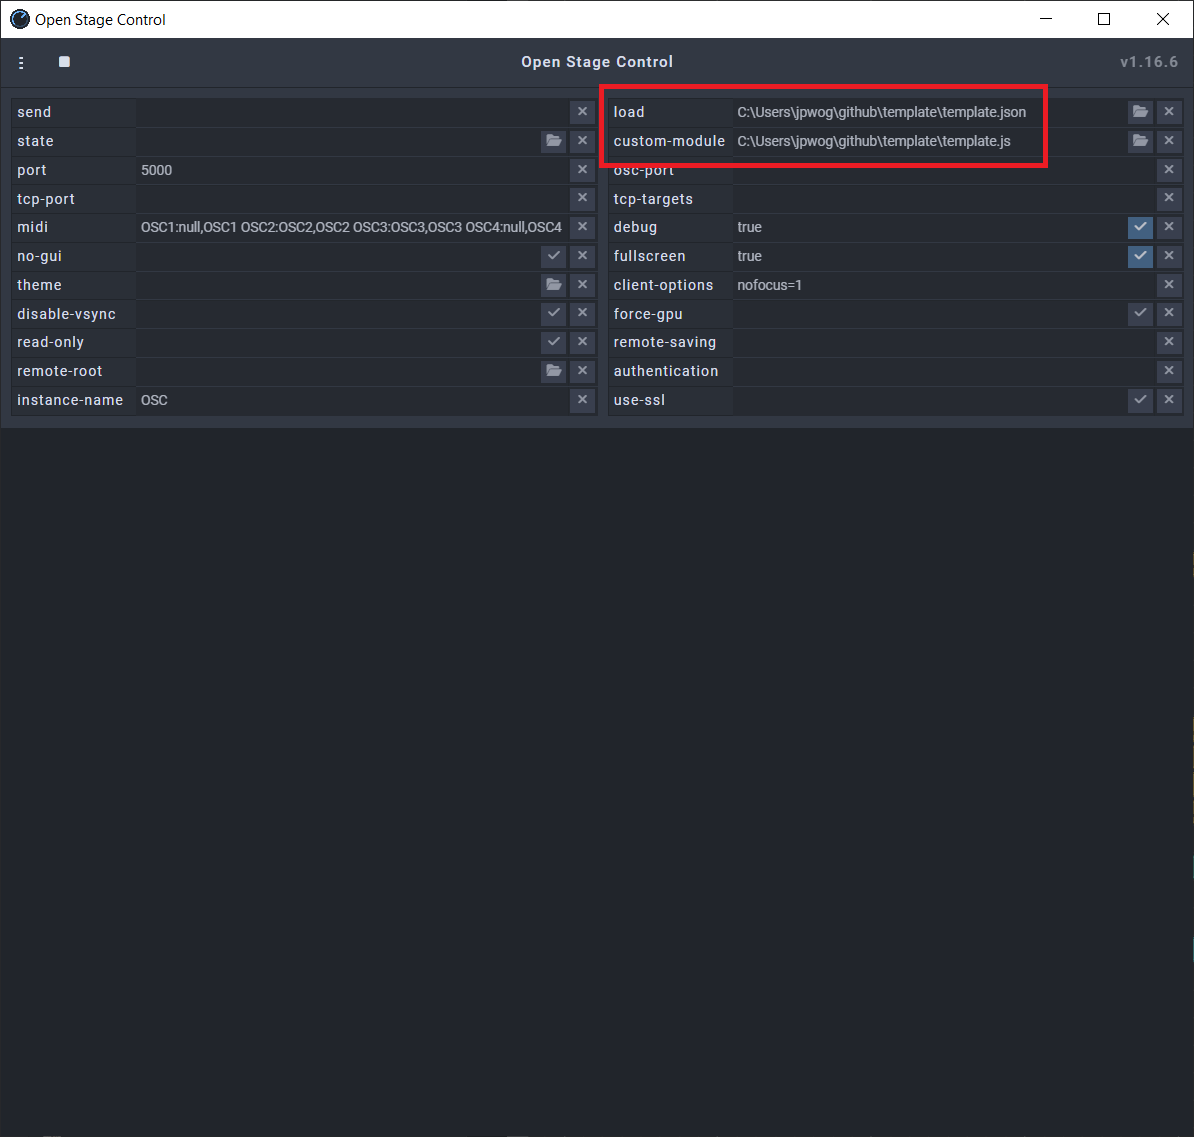 Open Stage Control
Open Stage Control
v1.16.6
send
state
port 5000
tcp-port
midi OSC1:null,OSC1 OSC2:OSC2,OSC2 OSC3:OSC3,OSC3 OSC4:null,OSC4
no-gui
theme
disable-vsync
read-only
remote-root
instance-name OSC
load C:\Users\jpwog\github\template\template.json
custom-module C:\Users\jpwog\github\template\template.js
osc-port
tcp-targets
debug true
fullscreen true
client-options nofocus=1
force-gpu
remote-saving
authentication
use-ssl